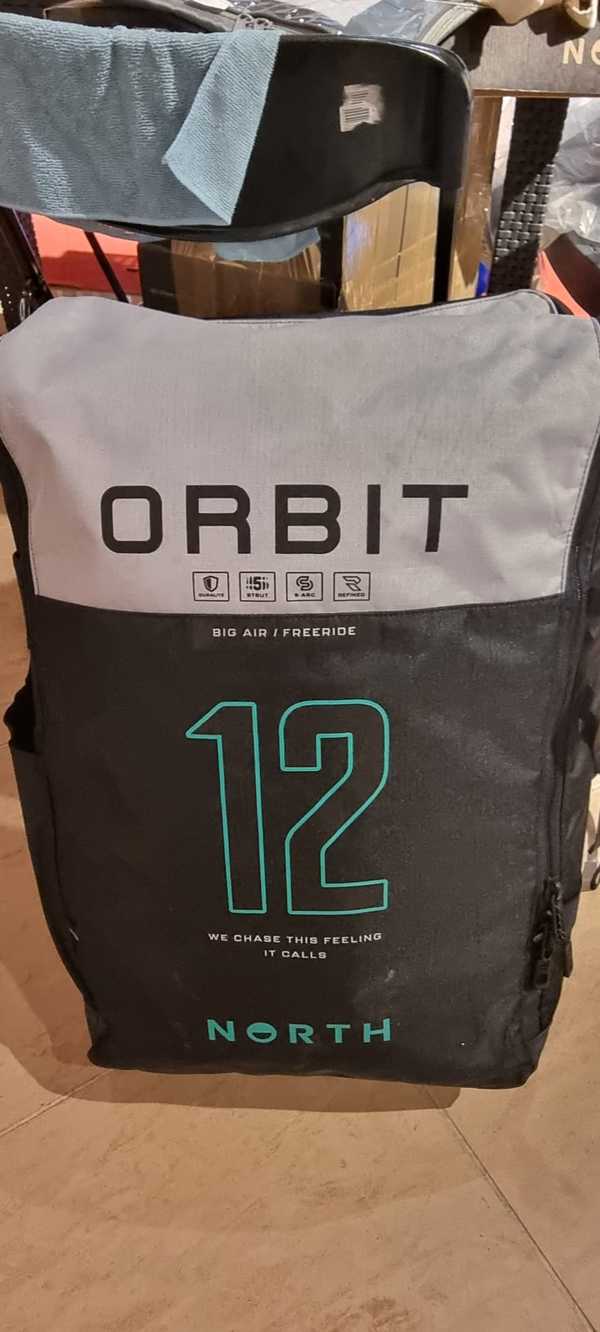 ORBIT
DURALITE 5 STRUT S-ARC REFINED
BIG AIR / FREERIDE
12
WE CHASE THIS FEELING
IT CALLS
NORTH